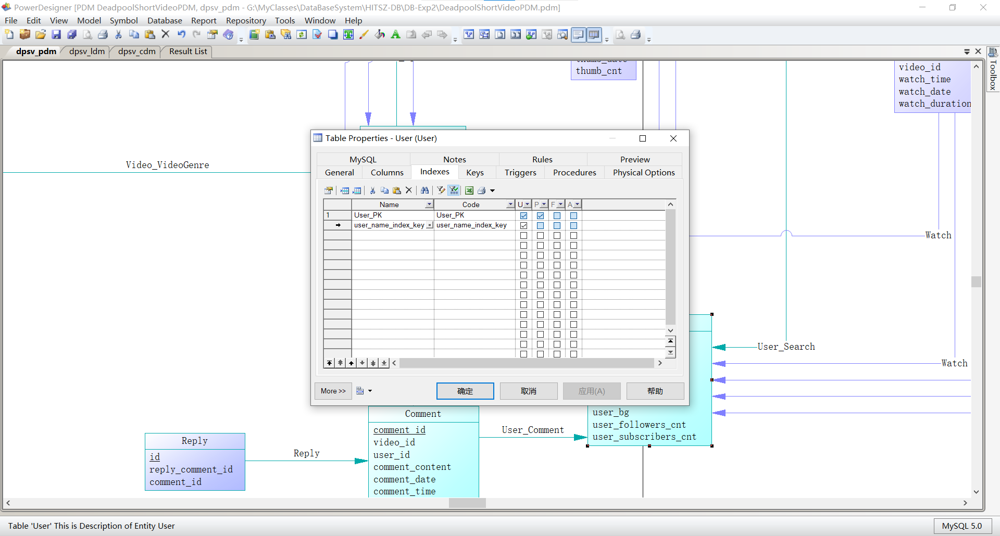 PowerDesigner [PDM DeadpoolShortVideoPDM, dpsv_pdm - G:\MyClasses\DataBaseSystem\HITSZ-DB\DB-Exp2\DeadpoolShortVideoPDM.pdm]
File Edit View Model Symbol Database Report Repository Tools Window Help
dpsv_pdm dpsv_ldm dpsv_cdm Result List
Toolbox
thumb_date
thumb_cnt
video_id
watch_time
watch_date
watch_duration
Video_VideoGenre
Table Properties - User (User)
MySQL Notes Rules Preview
General Columns Indexes Keys Triggers Procedures Physical Options
Name Code U P F A
1 User_PK User_PK
user_name_index_key = user_name_index_key
More >> 确定 取消 应用(A) 帮助
Watch
User_Search
Watch
user_bg
user_followers_cnt
user_subscribers_cnt
User_Comment
Comment
comment_id
video_id
user_id
comment_content
comment_date
comment_time
Reply
Reply
id
reply_comment_id
comment_id
Table 'User' This is Description of Entity User
MySQL 5.0